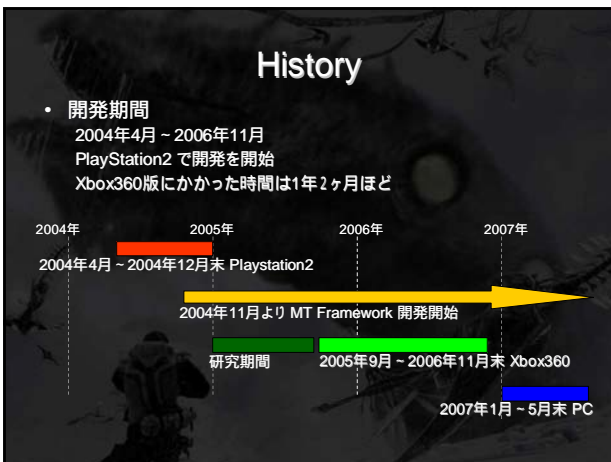 History
• 開発期間
2004年4月~2006年11月
PlayStation2 で開発を開始
Xbox360版にかかった時間は1年2ヶ月ほど
2004年 2005年 2006年 2007年
2004年4月~2004年12月末 Playstation2
2004年11月より MT Framework 開発開始
研究期間 2005年9月~2006年11月末 Xbox360
2007年1月~5月末 PC